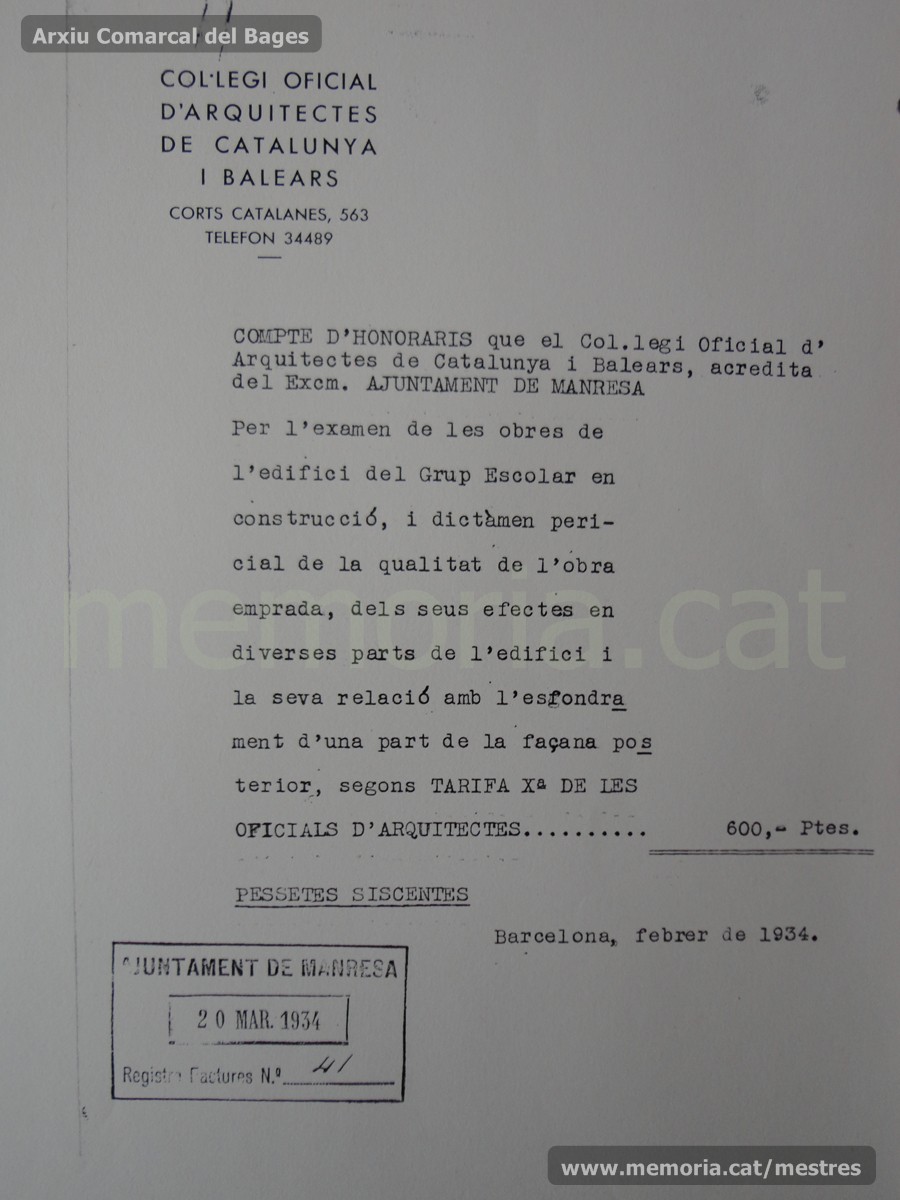 Arxiu Comarcal del Bages
COL·LEGI OFICIAL
D'ARQUITECTES
DE CATALUNYA
I BALEARS
CORTS CATALANES, 563
TELEFON 34489
COMPTE D'HONORARIS que el Col.legi Oficial d'
Arquitectes de Catalunya i Balears, acredita
del Excm. AJUNTAMENT DE MANRESA
Per l'examen de les obres de
l'edifici del Grup Escolar en
construcció, i dictàmen peri-
cial de la qualitat de l'obra
emprada, dels seus efectes en
diverses parts de l'edifici i
la seva relació amb l'esfondra
ment d'una part de la façana pos
terior, segons TARIFA Xª DE LES
OFICIALS D'ARQUITECTES.......... 600,- Ptes.
PESSETES SISCENTES
Barcelona, febrer de 1934.
AJUNTAMENT DE MANRESA
20 MAR. 1934
Registre Factures N.º 41
memoria.cat
www.memoria.cat/mestres